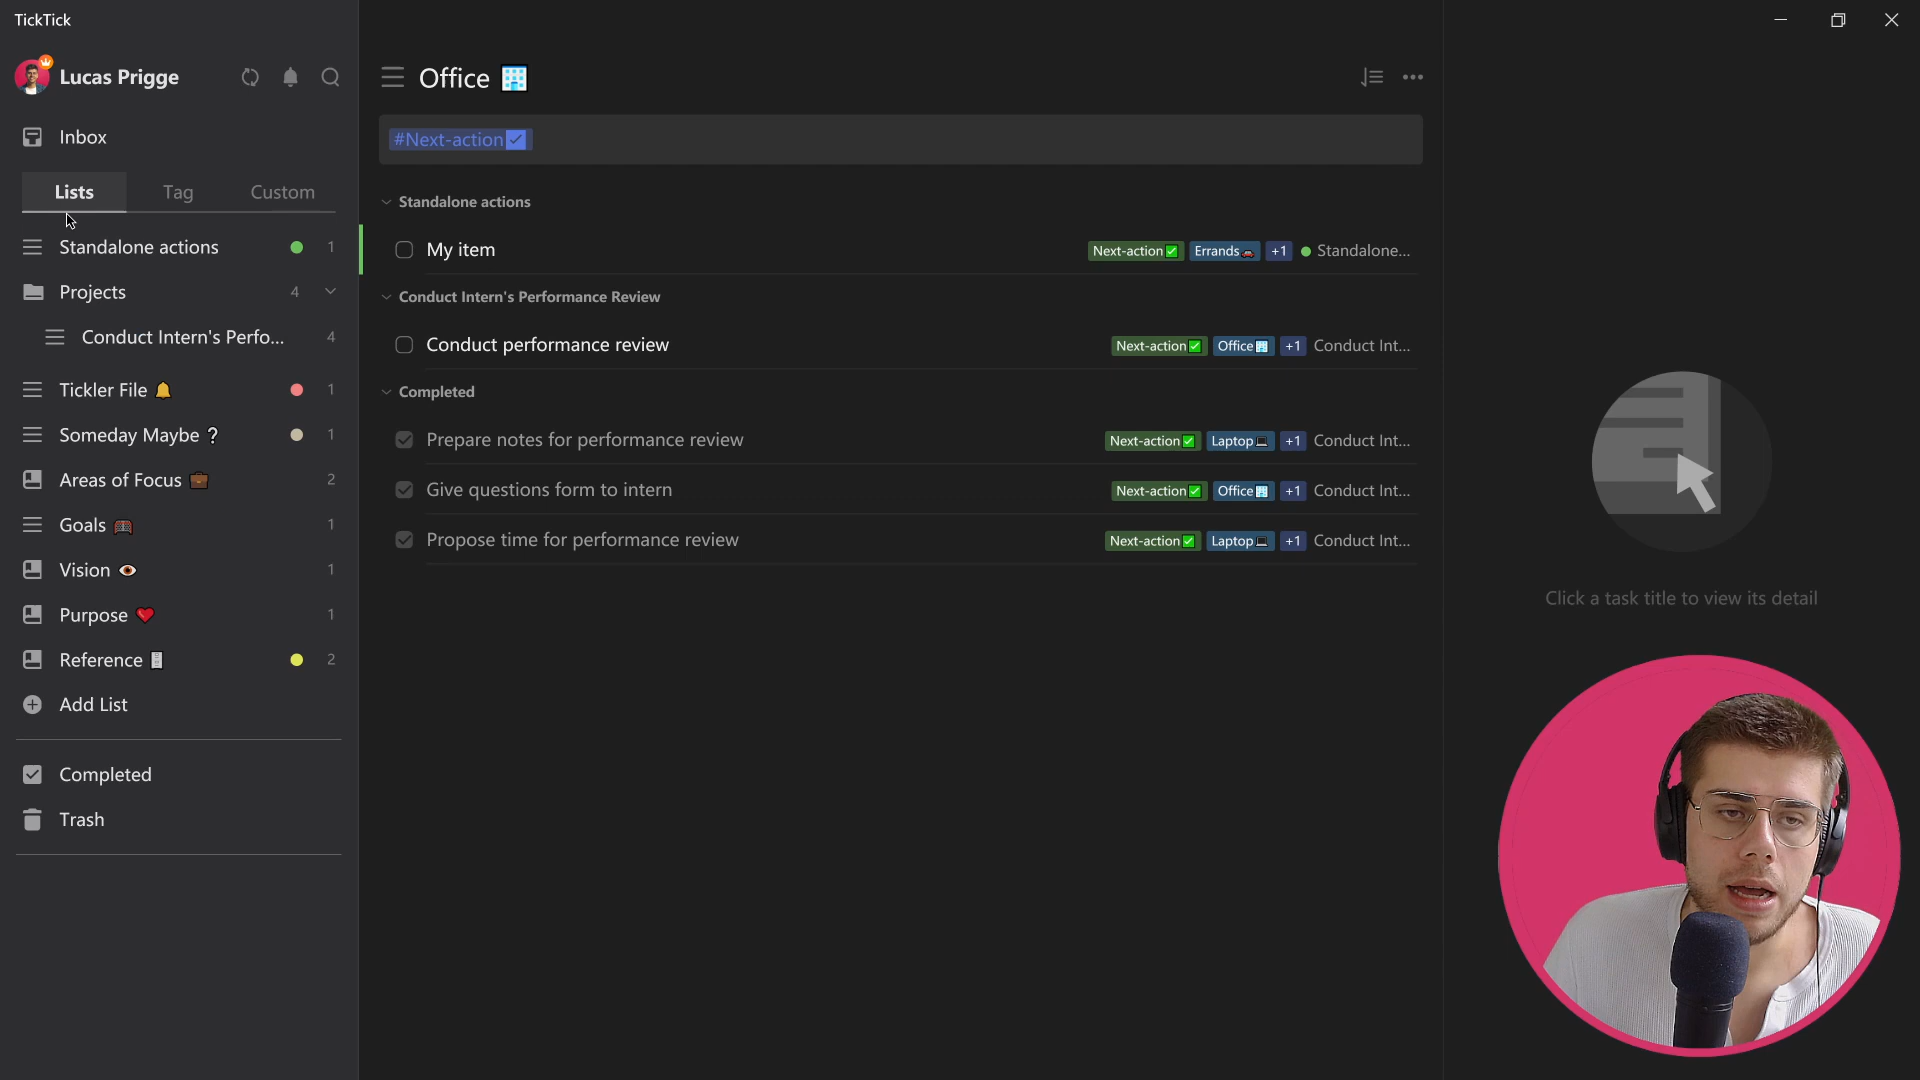 TickTick
Lucas Prigge
Inbox
Lists Tag Custom
Standalone actions 1
Projects 4
Conduct Intern's Perfo... 4
Tickler File 🔔 1
Someday Maybe ❔ 1
Areas of Focus 💼 2
Goals 🥅 1
Vision 👁 1
Purpose ❤ 1
Reference 🗄 2
Add List
Completed
Trash
Office 🏢
#Next-action☑
Standalone actions
My item Next-action✅ Errands🚗 +1 Standalone...
Conduct Intern's Performance Review
Conduct performance review Next-action✅ Office🏢 +1 Conduct Int...
Completed
Prepare notes for performance review Next-action✅ Laptop💻 +1 Conduct Int...
Give questions form to intern Next-action✅ Office🏢 +1 Conduct Int...
Propose time for performance review Next-action✅ Laptop💻 +1 Conduct Int...
Click a task title to view its detail